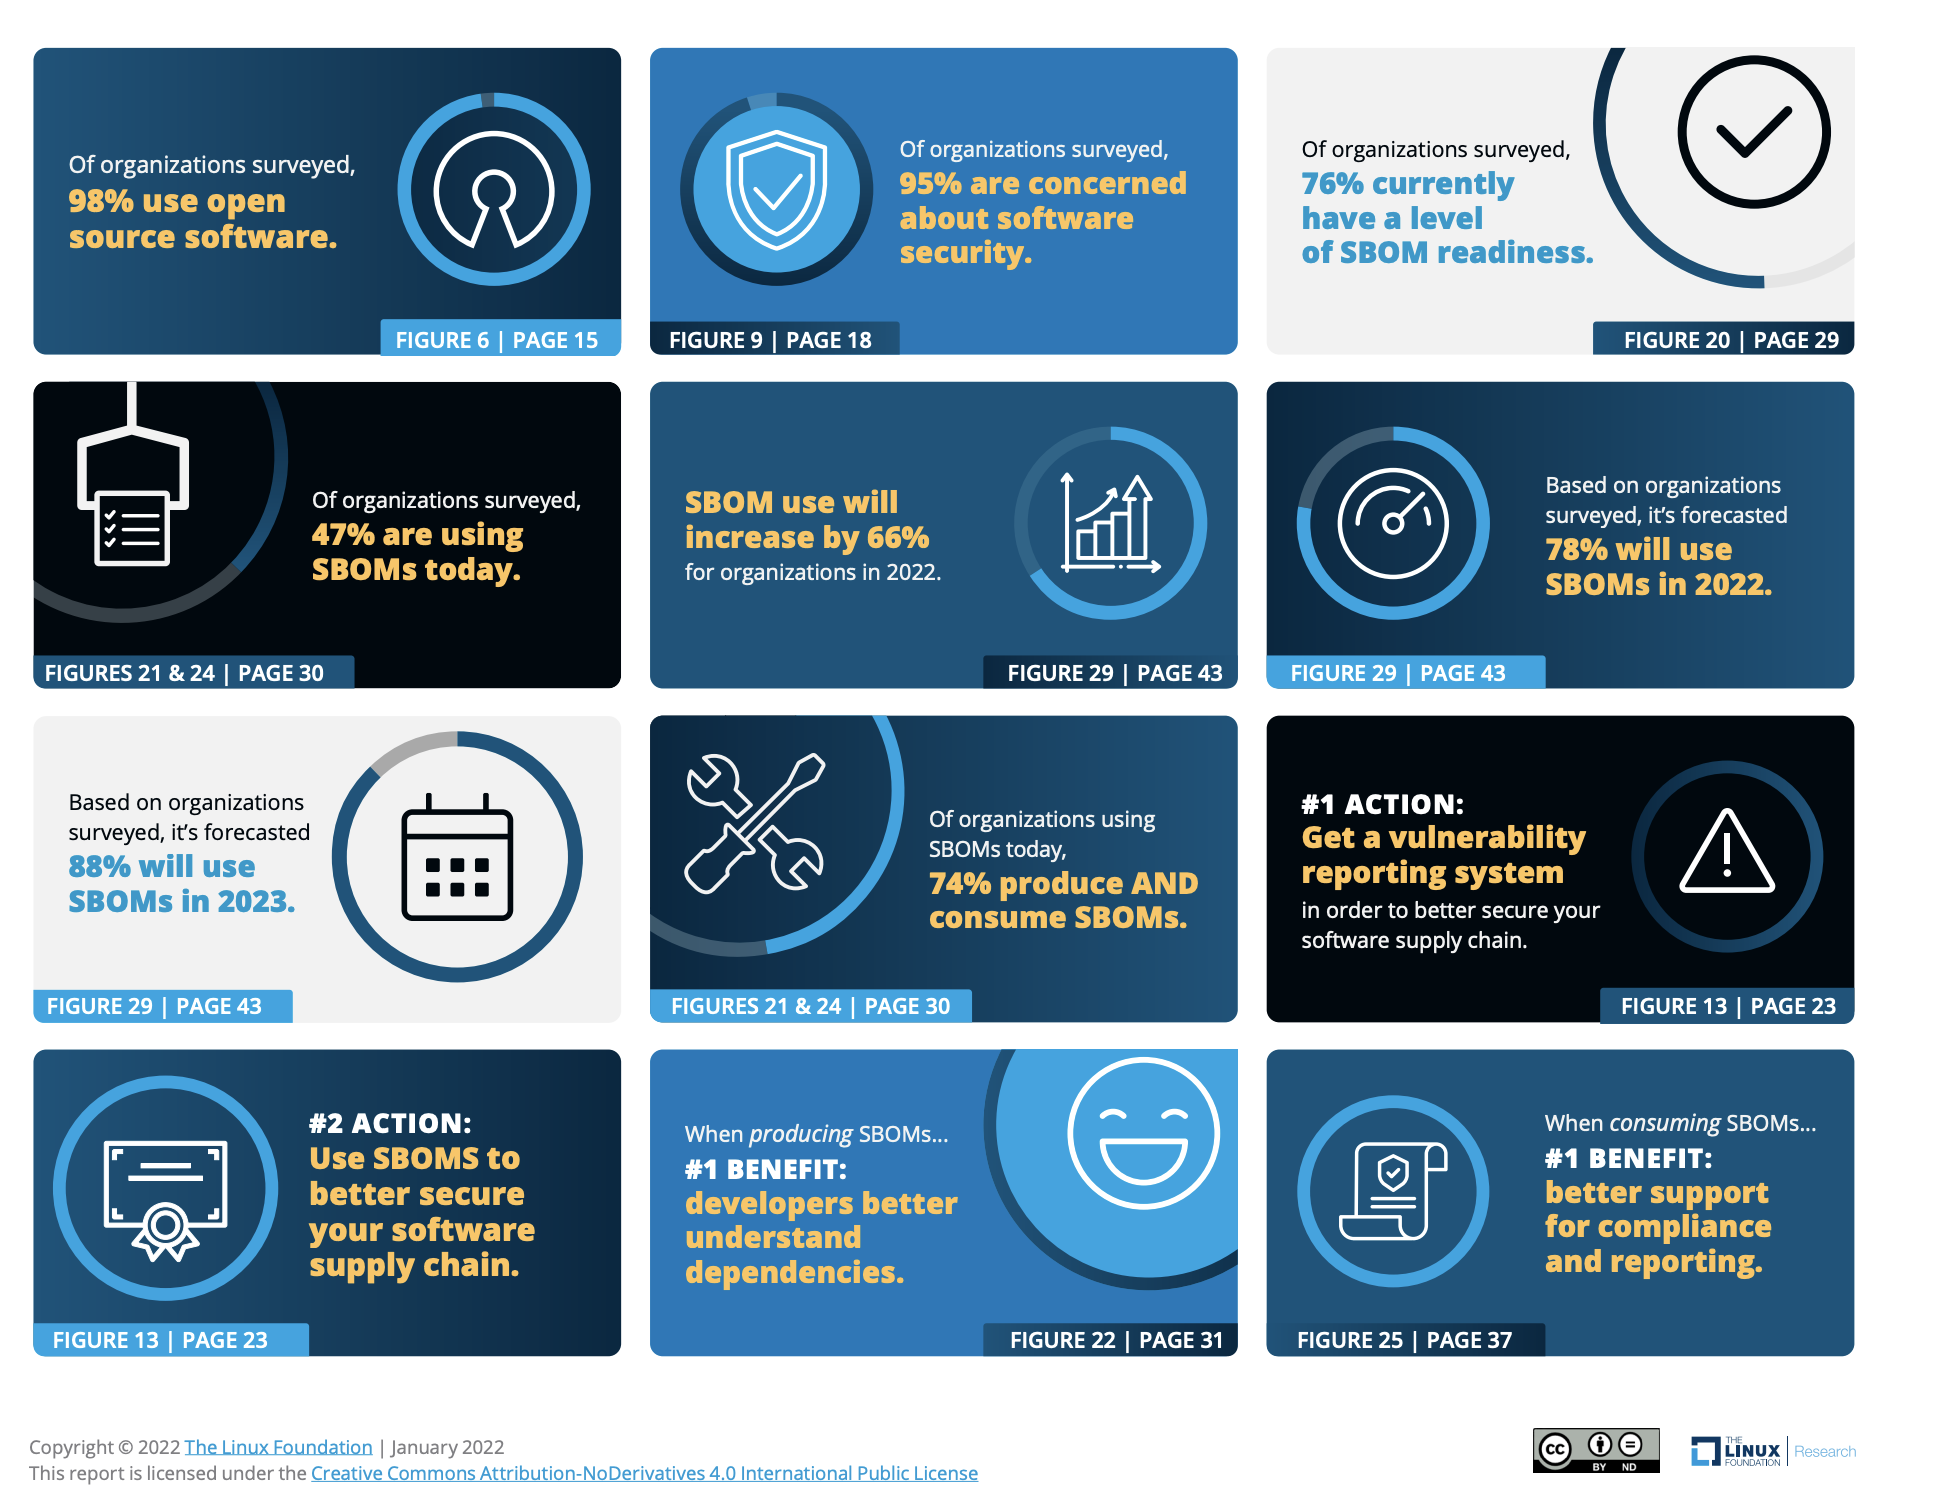 Of organizations surveyed,
98% use open
source software.
FIGURE 6 | PAGE 15
Of organizations surveyed,
95% are concerned
about software
security.
FIGURE 9 | PAGE 18
Of organizations surveyed,
76% currently
have a level
of SBOM readiness.
FIGURE 20 | PAGE 29
Of organizations surveyed,
47% are using
SBOMs today.
FIGURES 21 & 24 | PAGE 30
SBOM use will
increase by 66%
for organizations in 2022.
FIGURE 29 | PAGE 43
Based on organizations
surveyed, it’s forecasted
78% will use
SBOMs in 2022.
FIGURE 29 | PAGE 43
Based on organizations
surveyed, it’s forecasted
88% will use
SBOMs in 2023.
FIGURE 29 | PAGE 43
Of organizations using
SBOMs today,
74% produce AND
consume SBOMs.
FIGURES 21 & 24 | PAGE 30
#1 ACTION:
Get a vulnerability
reporting system
in order to better secure your
software supply chain.
FIGURE 13 | PAGE 23
#2 ACTION:
Use SBOMS to
better secure
your software
supply chain.
FIGURE 13 | PAGE 23
When producing SBOMs...
#1 BENEFIT:
developers better
understand
dependencies.
FIGURE 22 | PAGE 31
When consuming SBOMs...
#1 BENEFIT:
better support
for compliance
and reporting.
FIGURE 25 | PAGE 37
Copyright © 2022 The Linux Foundation | January 2022
This report is licensed under the Creative Commons Attribution-NoDerivatives 4.0 International Public License
cc
BY ND
THE
LINUX
FOUNDATION
Research